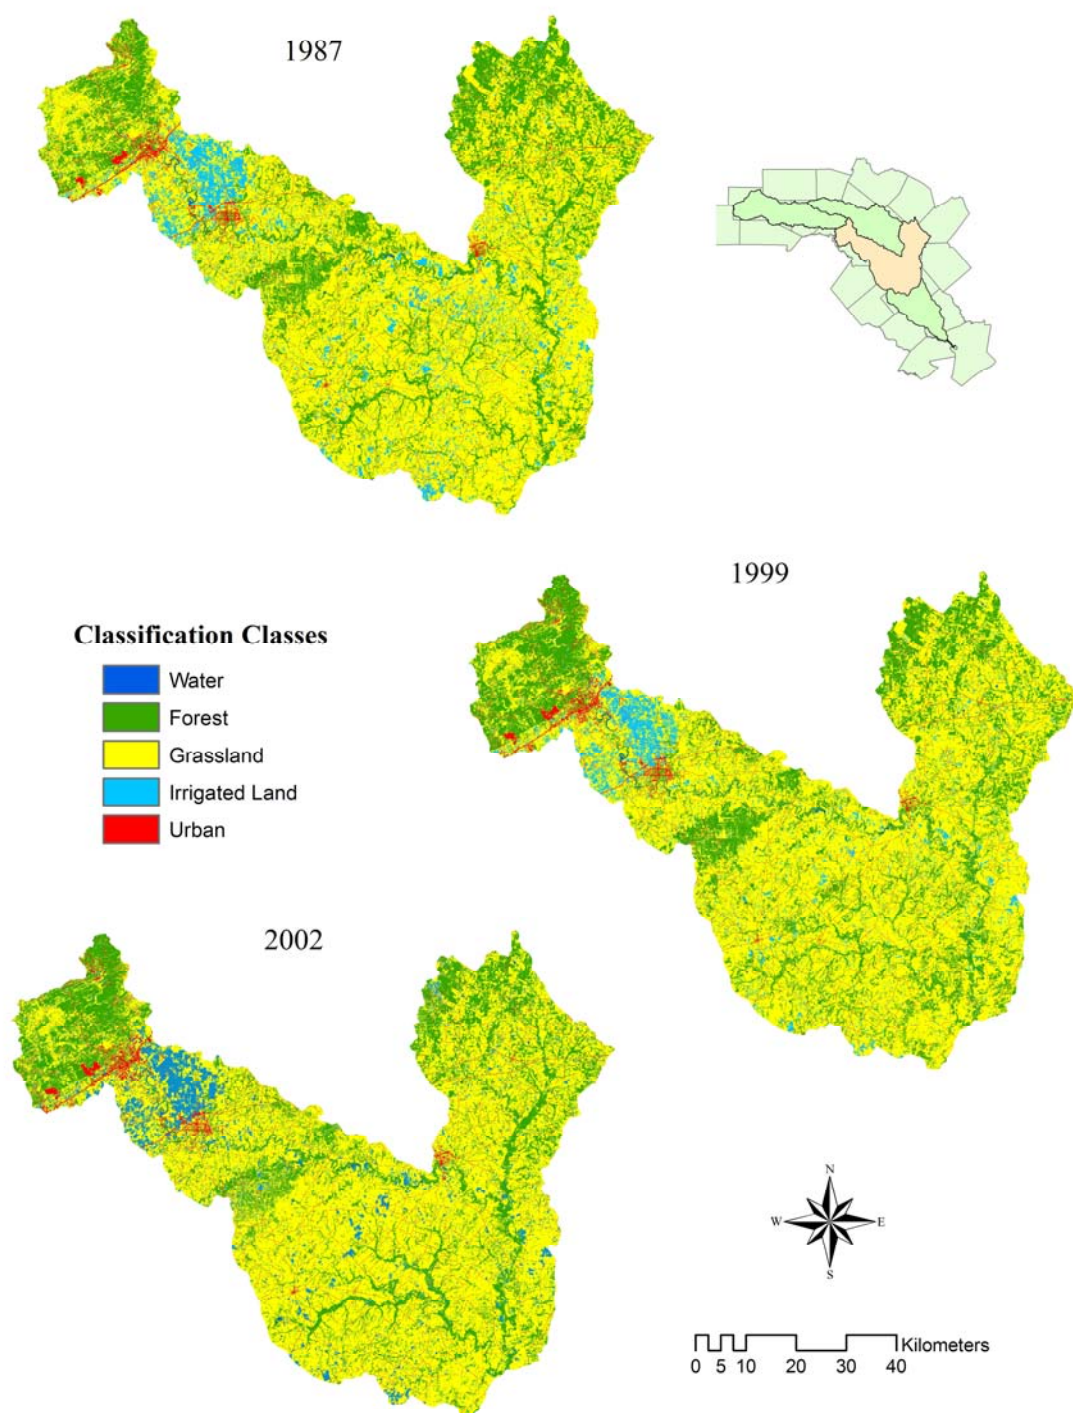 1987
1999
Classification Classes
Water
Forest
Grassland
Irrigated Land
Urban
2002
N
W
E
S
Kilometers
0 5 10 20 30 40